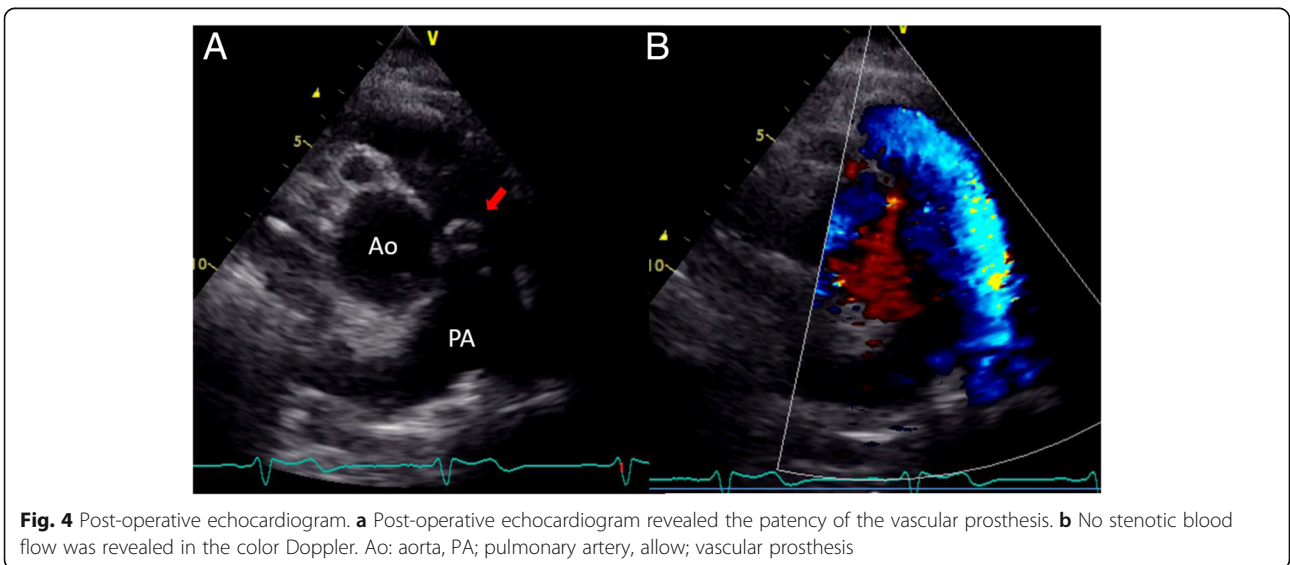 A
V
5
10
Ao
PA
B
V
5
10
Fig. 4 Post-operative echocardiogram. a Post-operative echocardiogram revealed the patency of the vascular prosthesis. b No stenotic blood
flow was revealed in the color Doppler. Ao: aorta, PA; pulmonary artery, allow; vascular prosthesis